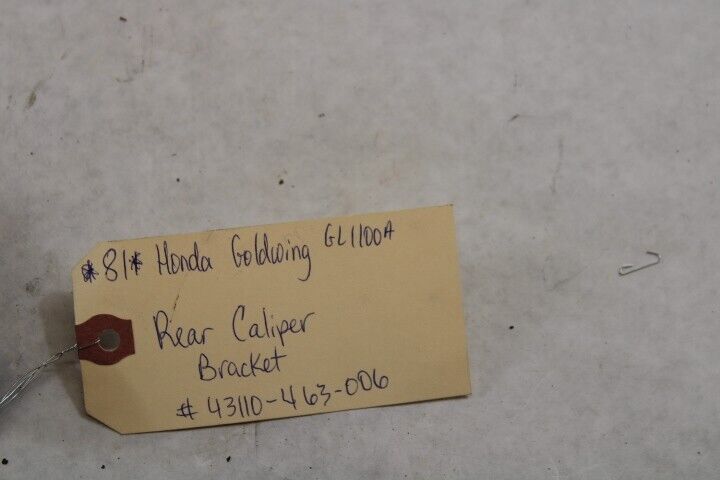 *81* Honda Goldwing GL1100A
Rear Caliper
Bracket
# 43110-463-006